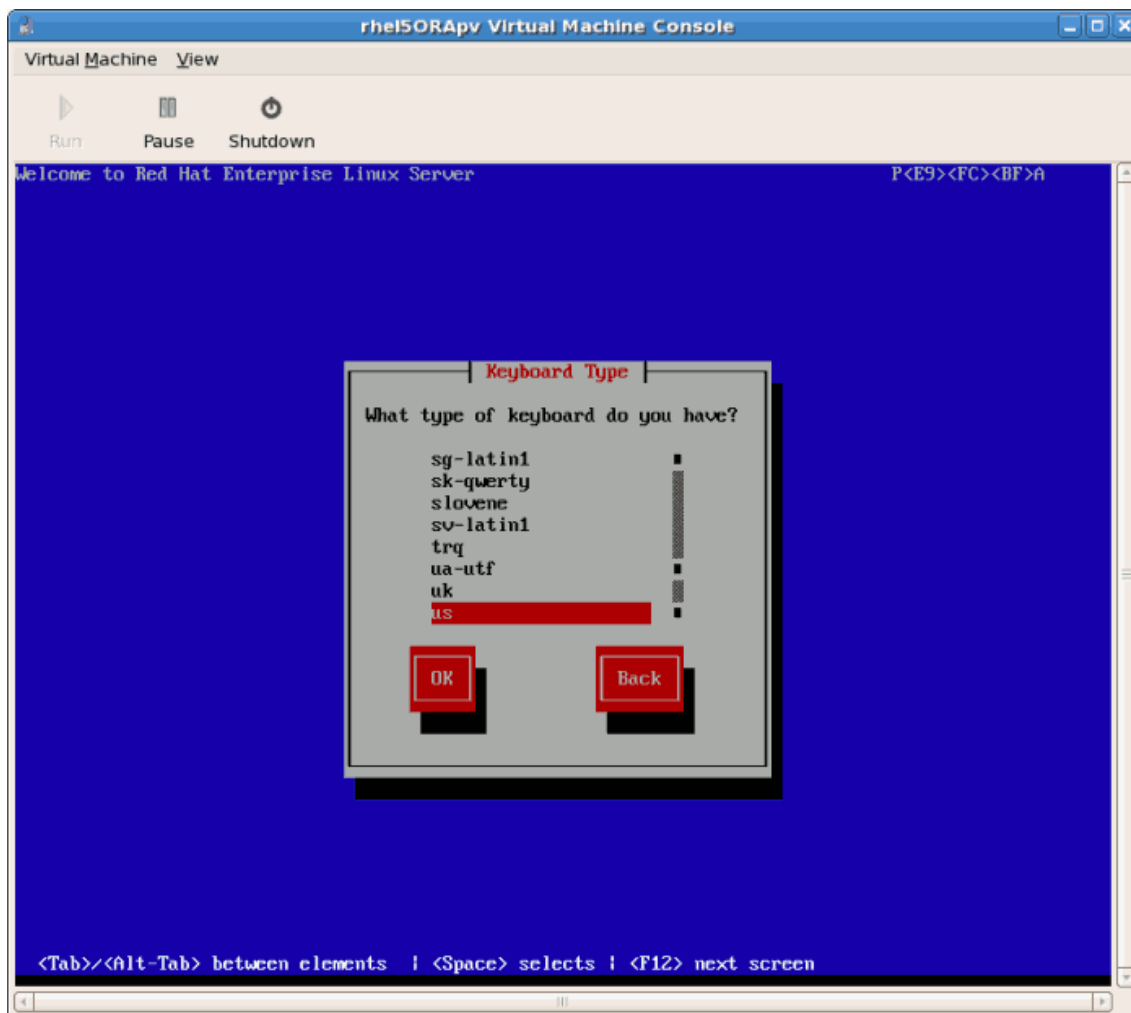 rhel5ORApv Virtual Machine Console
Virtual Machine View
Run Pause Shutdown
Welcome to Red Hat Enterprise Linux Server P<E9><FC><BF>A
Keyboard Type
What type of keyboard do you have?
sg-latin1
sk-qwerty
slovene
sv-latin1
trq
ua-utf
uk
us
OK Back
<Tab>/<Alt-Tab> between elements | <Space> selects | <F12> next screen